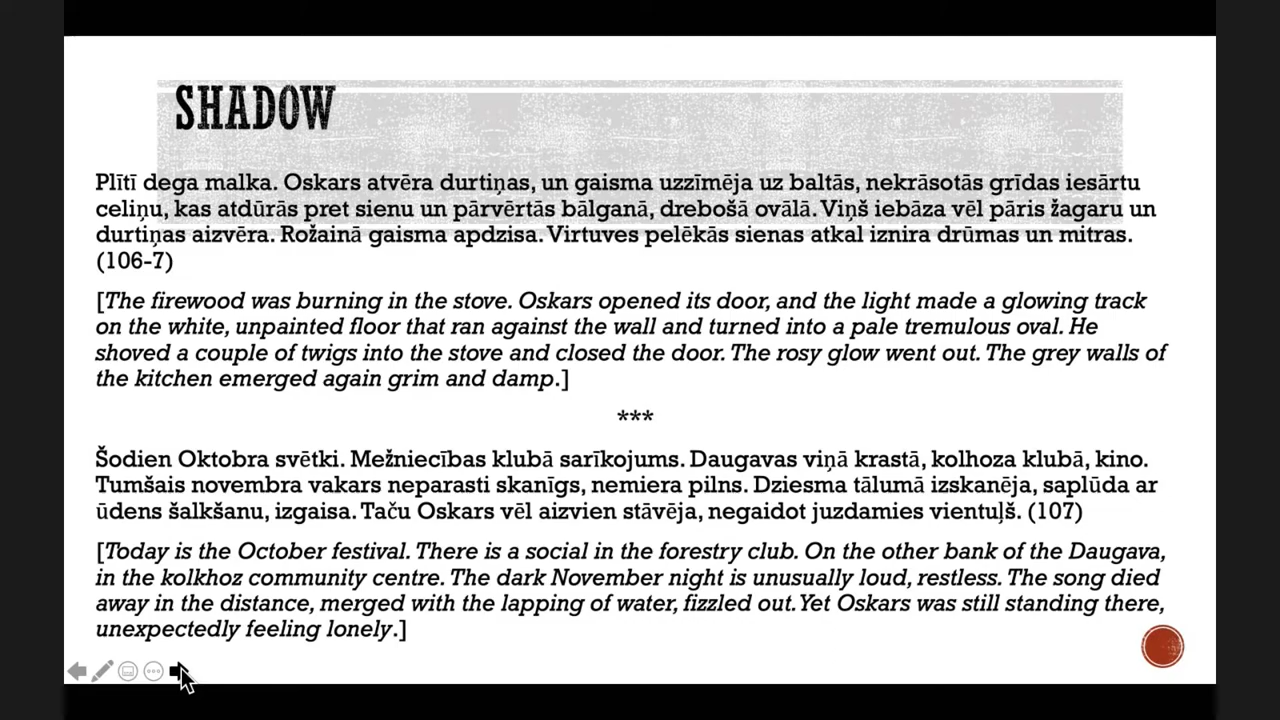 SHADOW
Plītī dega malka. Oskars atvēra durtiņas, un gaisma uzzīmēja uz baltās, nekrāsotās grīdas iesārtu
celiņu, kas atdūrās pret sienu un pārvērtās bālganā, drebošā ovālā. Viņš iebāza vēl pāris žagaru un
durtiņas aizvēra. Rožainā gaisma apdzisa. Virtuves pelēkās sienas atkal iznira drūmas un mitras.
(106-7)
[The firewood was burning in the stove. Oskars opened its door, and the light made a glowing track
on the white, unpainted floor that ran against the wall and turned into a pale tremulous oval. He
shoved a couple of twigs into the stove and closed the door. The rosy glow went out. The grey walls of
the kitchen emerged again grim and damp.]
***
Šodien Oktobra svētki. Mežniecības klubā sarīkojums. Daugavas viņā krastā, kolhoza klubā, kino.
Tumšais novembra vakars neparasti skanīgs, nemiera pilns. Dziesma tālumā izskanēja, saplūda ar
ūdens šalkšanu, izgaisa. Taču Oskars vēl aizvien stāvēja, negaidot juzdamies vientuļš. (107)
[Today is the October festival. There is a social in the forestry club. On the other bank of the Daugava,
in the kolkhoz community centre. The dark November night is unusually loud, restless. The song died
away in the distance, merged with the lapping of water, fizzled out. Yet Oskars was still standing there,
unexpectedly feeling lonely.]